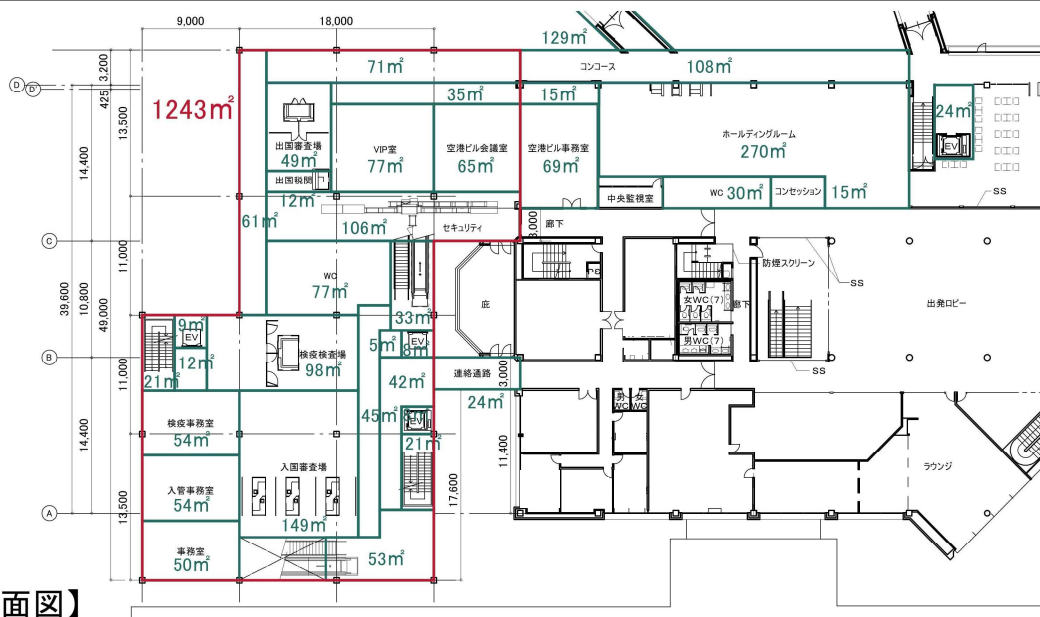 9,000
18,000
129㎡
コンコース
71㎡
108㎡
3,200
D
D'
425
35㎡
15㎡
1243㎡
24㎡
EV
13,500
ホールディングルーム
270㎡
出国審査場
49㎡
VIP室
77㎡
空港ビル会議室
65㎡
空港ビル事務室
69㎡
14,400
出国税関
12㎡
中央監視室
WC 30㎡
コンセッション
15㎡
SS
61㎡
106㎡
セキュリティ
3,000
廊下
C
防煙スクリーン
SS
11,000
WC
77㎡
庇
39,600
10,800
49,000
女WC(7)
廊下
出発ロビー
33㎡
9㎡
EV
男WC(7)
5㎡
EV
8㎡
検疫検査場
98㎡
B
12㎡
21㎡
SS
連絡通路
3,000
42㎡
11,000
24㎡
男WC
女WC
45㎡
EV
検疫事務室
54㎡
21㎡
14,400
11,400
ラウンジ
入国審査場
入管事務室
54㎡
17,600
A
13,500
149㎡
事務室
50㎡
53㎡
面図】